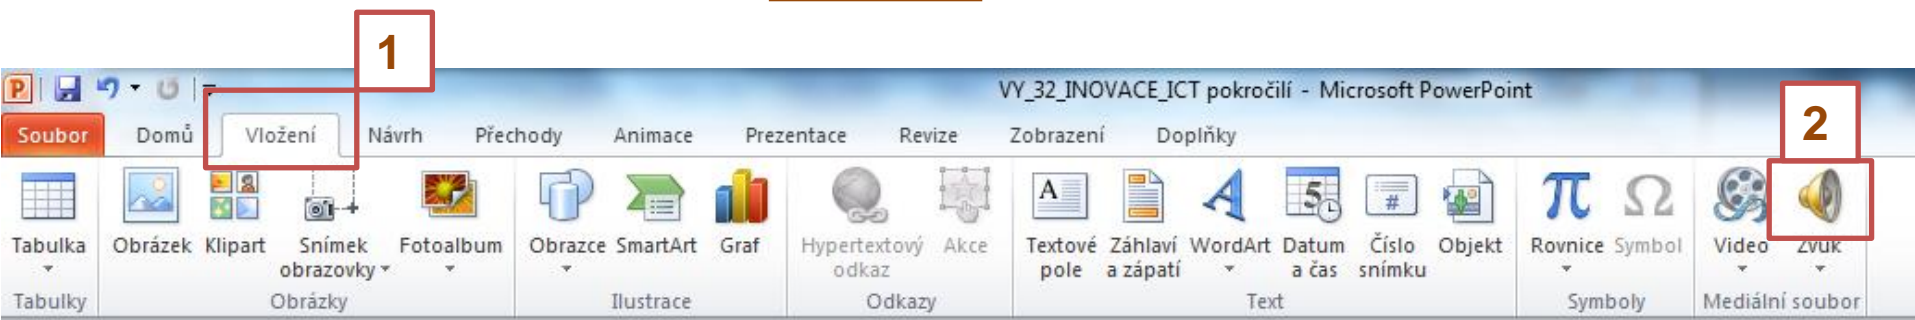 1
VY_32_INOVACE_ICT pokročilí - Microsoft PowerPoint
2
Soubor Domů Vložení Návrh Přechody Animace Prezentace Revize Zobrazení Doplňky
Tabulka Obrázek Klipart Snímek obrazovky Fotoalbum Obrazce SmartArt Graf Hypertextový odkaz Akce Textové pole Záhlaví a zápatí WordArt Datum a čas Číslo snímku Objekt Rovnice Symbol Video Zvuk
Tabulky Obrázky Ilustrace Odkazy Text Symboly Mediální soubor